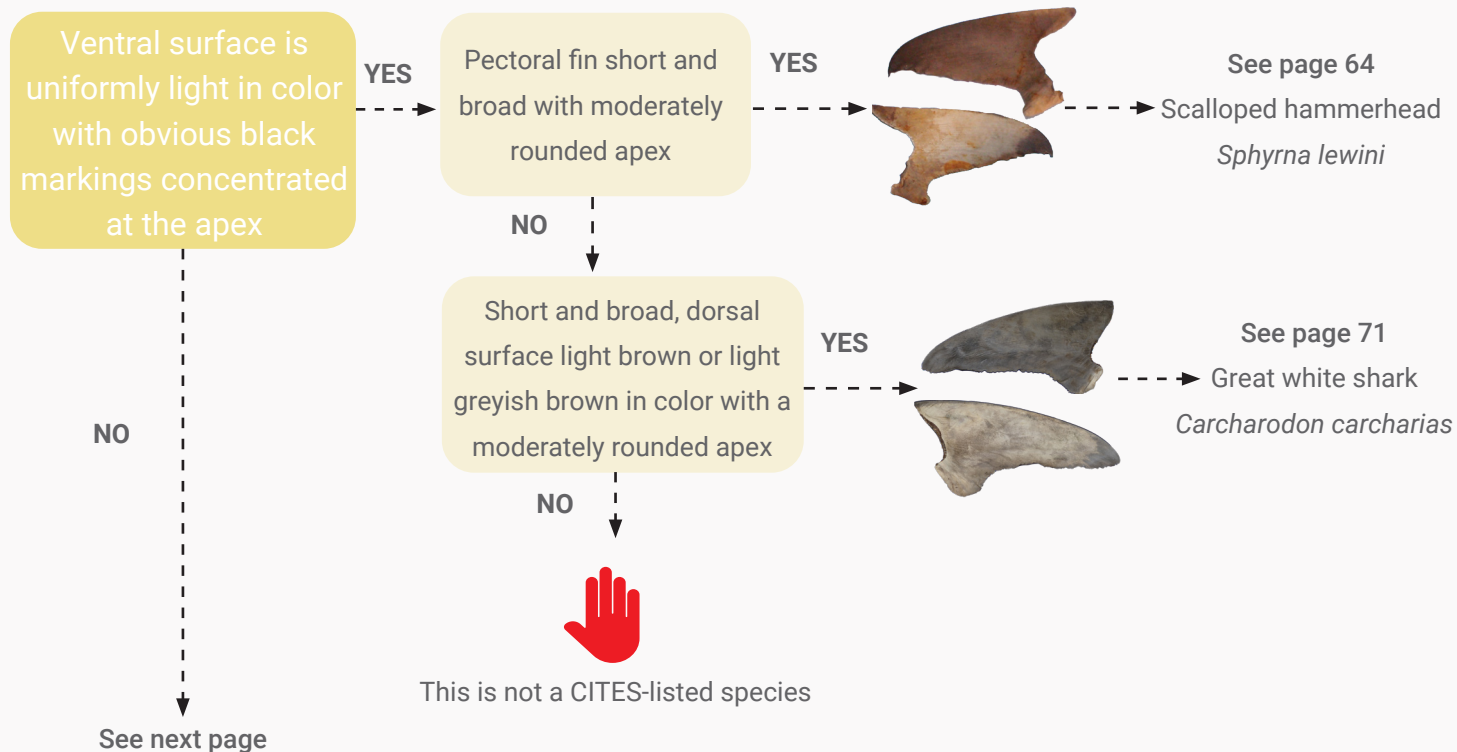 Ventral surface is
uniformly light in color
with obvious black
markings concentrated
at the apex
YES
Pectoral fin short and
broad with moderately
rounded apex
YES
See page 64
Scalloped hammerhead
Sphyrna lewini
NO
Short and broad, dorsal
surface light brown or light
greyish brown in color with a
moderately rounded apex
YES
See page 71
Great white shark
Carcharodon carcharias
NO
NO
This is not a CITES-listed species
See next page